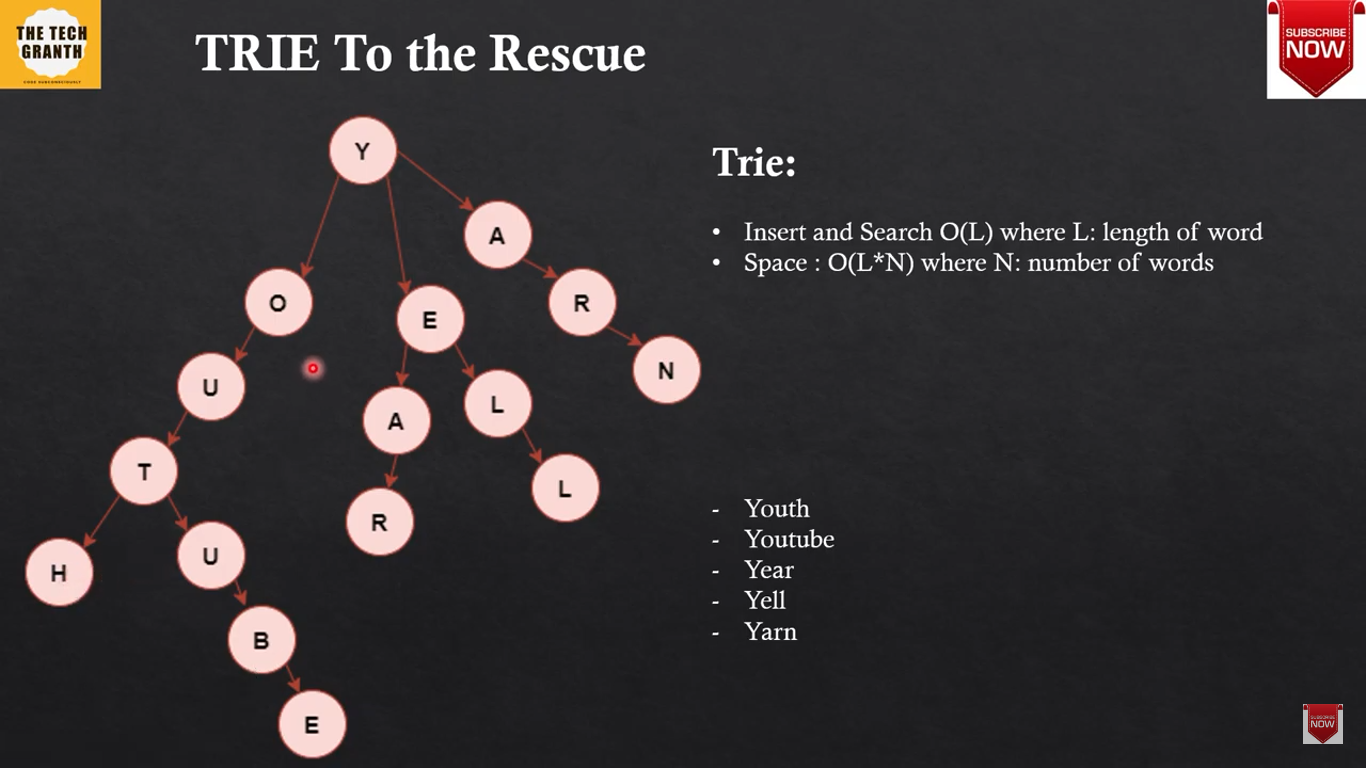 THE TECH
GRANTH
CODE SUBCONSCIOUSLY
TRIE To the Rescue
SUBSCRIBE
NOW
Y
A
O
E
R
U
A
L
N
T
R
L
H
U
B
E
Trie:
• Insert and Search O(L) where L: length of word
• Space : O(L*N) where N: number of words
- Youth
- Youtube
- Year
- Yell
- Yarn
SUBSCRIBE
NOW